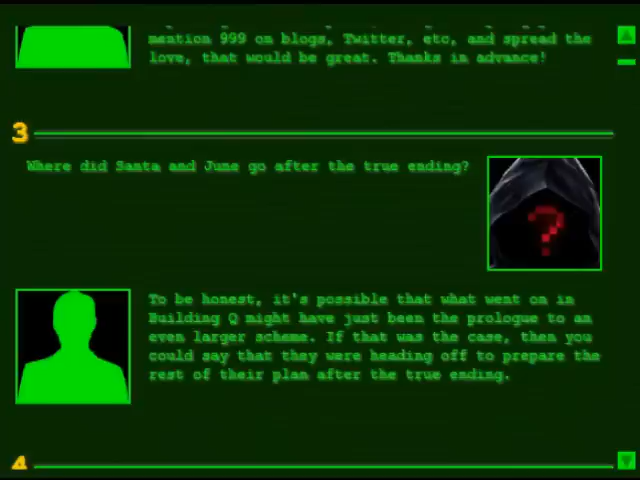 mention 999 on blogs, Twitter, etc, and spread the
love, that would be great. Thanks in advance!
3
Where did Santa and June go after the true ending?
?
To be honest, it's possible that what went on in
Building Q might have just been the prologue to an
even larger scheme. If that was the case, then you
could say that they were heading off to prepare the
rest of their plan after the true ending.
4